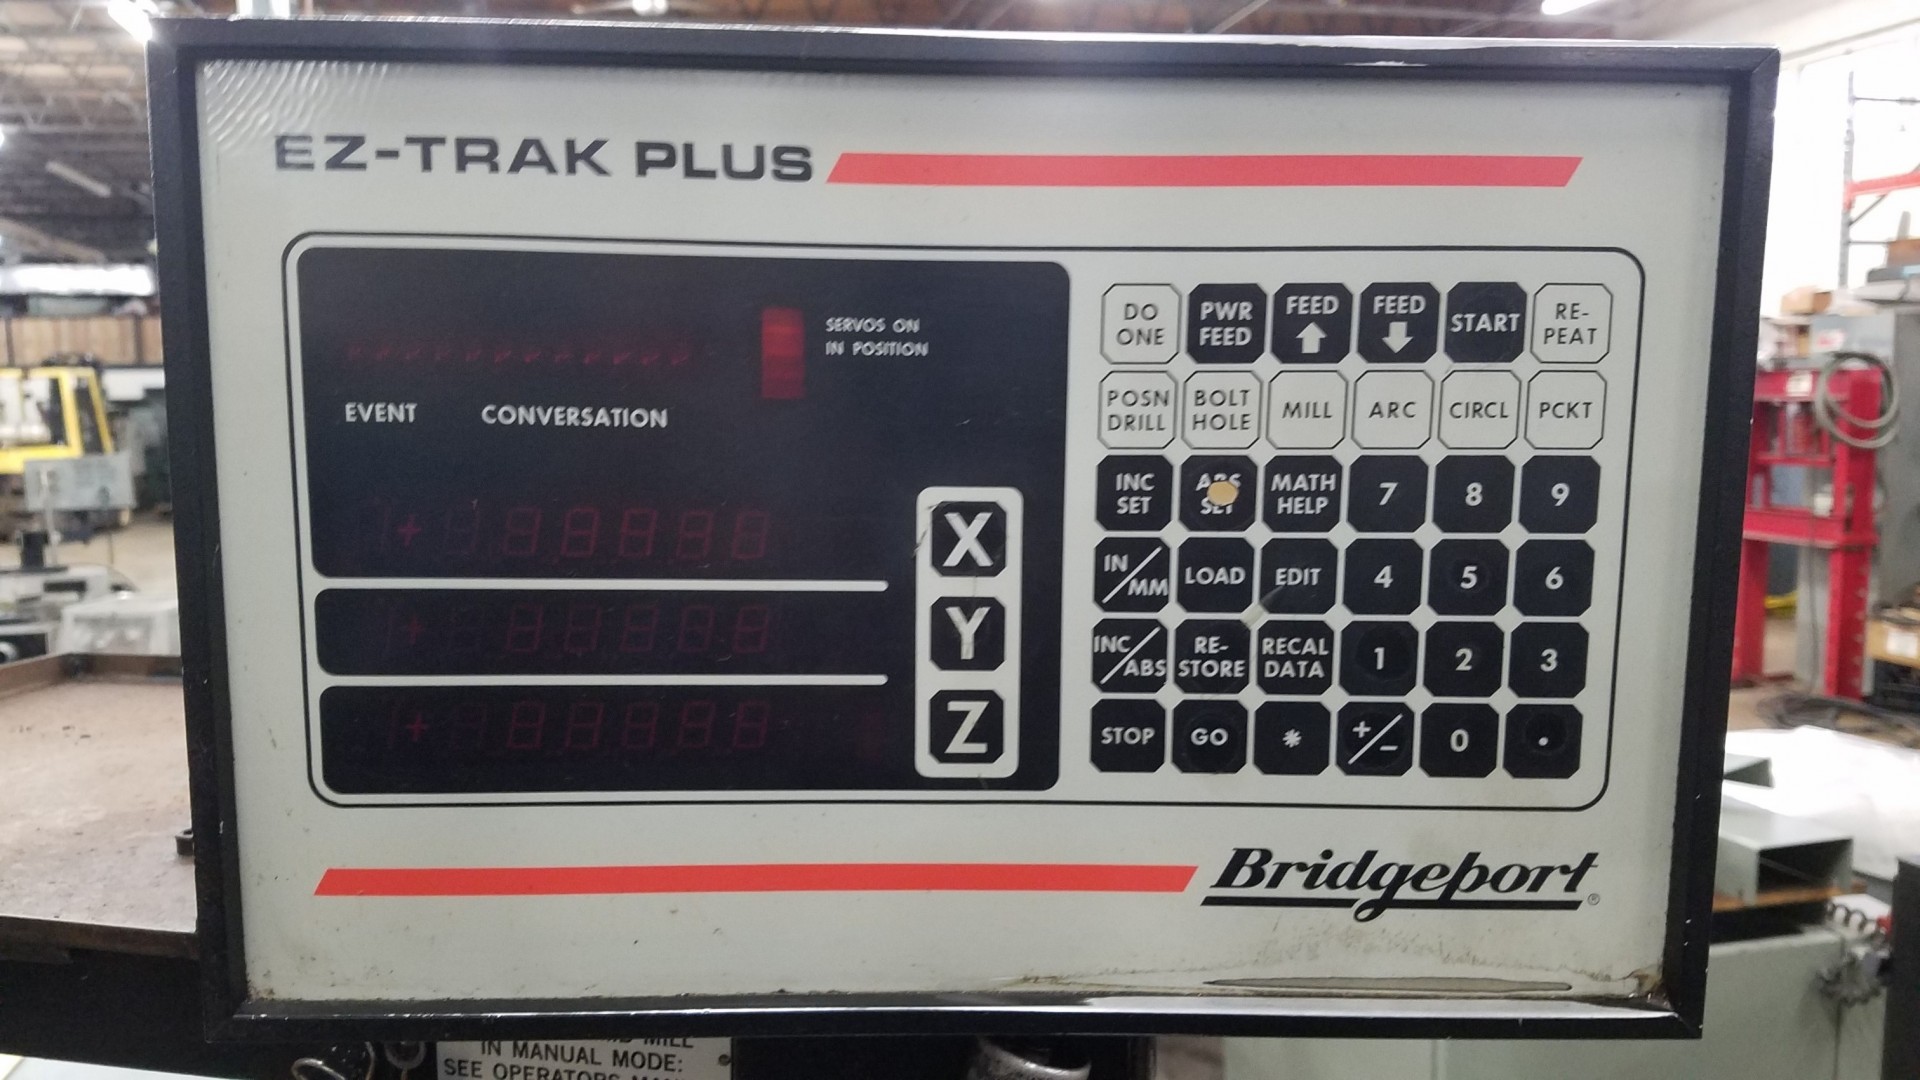 EZ-TRAK PLUS
SERVOS ON
IN POSITION
EVENT CONVERSATION
X
Y
Z
DO
ONE
PWR
FEED
FEED
FEED
START
RE-
PEAT
POSN
DRILL
BOLT
HOLE
MILL
ARC
CIRCL
PCKT
INC
SET
ABS
SET
MATH
HELP
7
8
9
IN/MM
LOAD
EDIT
4
5
6
INC/ABS
RE-
STORE
RECAL
DATA
1
2
3
STOP
GO
*
+/-
0
.
Bridgeport®
MILL
IN MANUAL MODE:
SEE OPERATORS